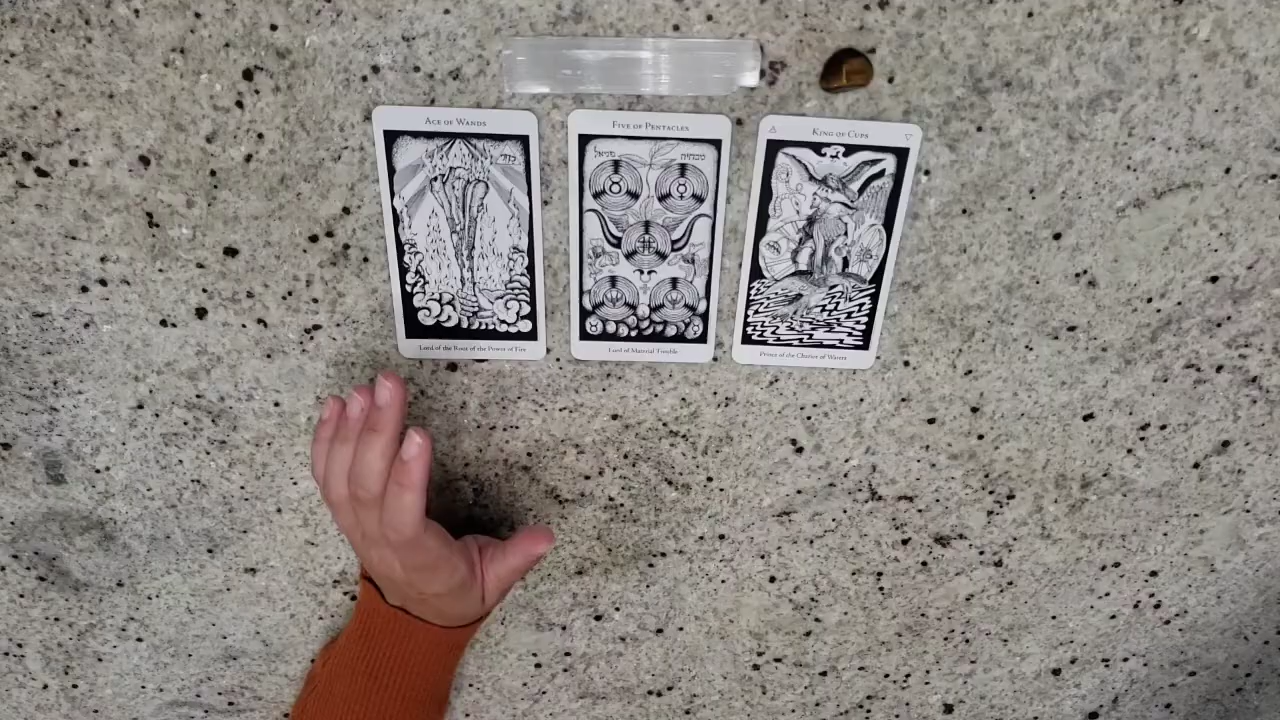 Ace of Wands
Lord of the Root of the Power of Fire
Five of Pentacles
Lord of Material Trouble
King of Cups
Prince of the Chariot of Waters